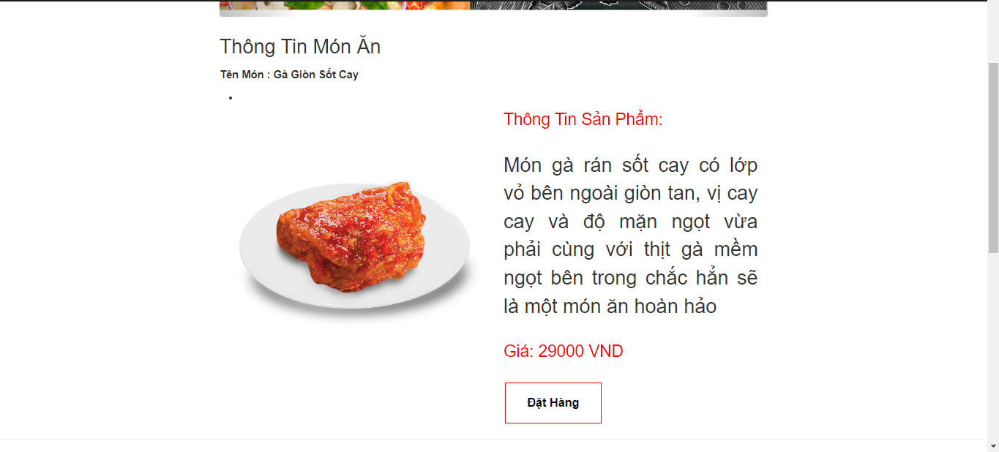 Thông Tin Món Ăn
Tên Món : Gà Giòn Sốt Cay
Thông Tin Sản Phẩm:
Món gà rán sốt cay có lớp
vỏ bên ngoài giòn tan, vị cay
cay và độ mặn ngọt vừa
phải cùng với thịt gà mềm
ngọt bên trong chắc hẳn sẽ
là một món ăn hoàn hảo
Giá: 29000 VND
Đặt Hàng